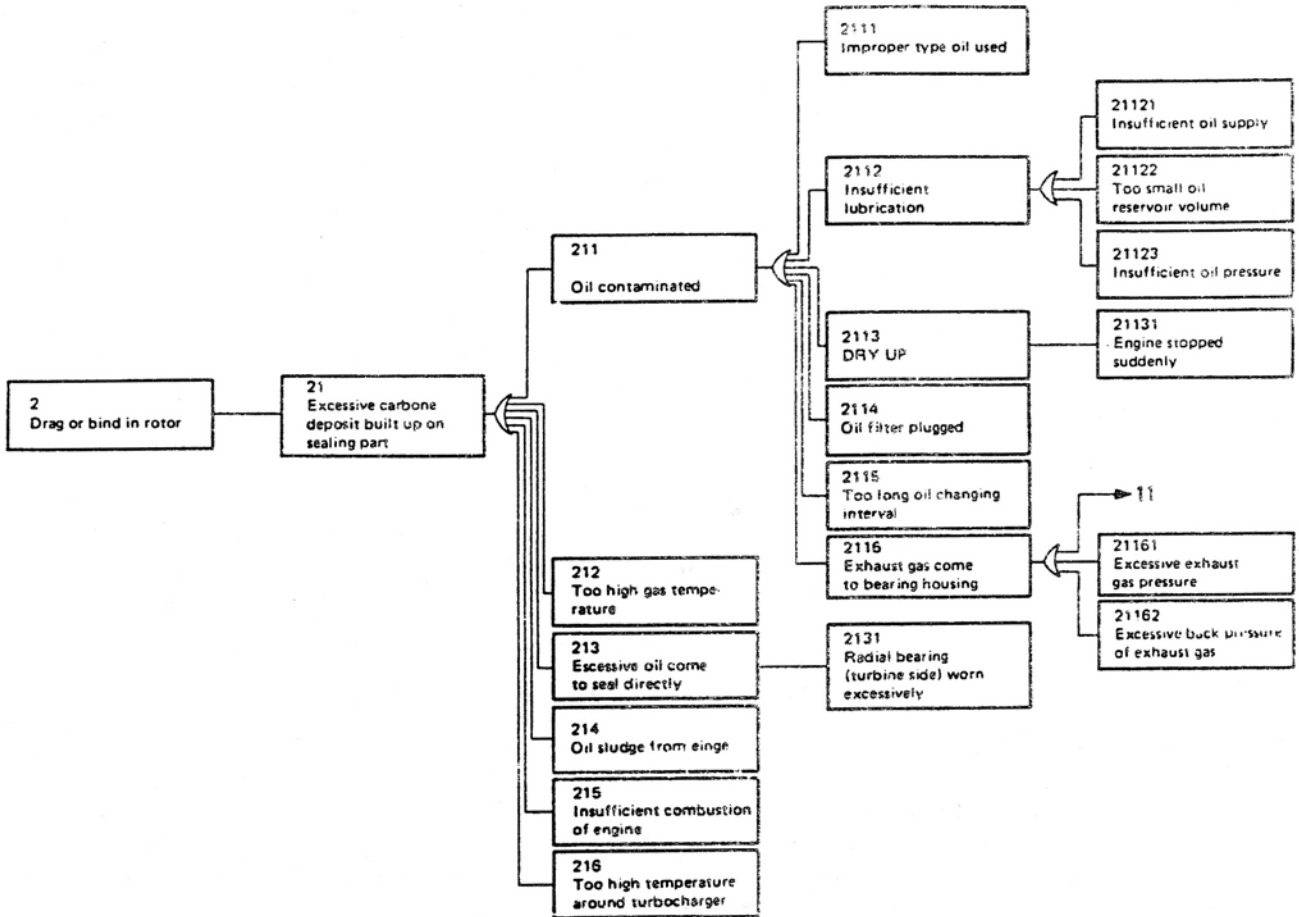 2
Drag or bind in rotor
21
Excessive carbone
deposit built up on
sealing part
211
Oil contaminated
212
Too high gas tempe-
rature
213
Escessive oil come
to seal directly
214
Oil sludge from einge
215
Insufficient combustion
of engine
216
Too high temperature
around turbocharger
2111
Improper type oil used
2112
Insufficient
lubrication
2113
DRY UP
2114
Oil filter plugged
2115
Too long oil changing
interval
2116
Exhaust gas come
to bearing housing
2131
Radial bearing
(turbine side) worn
excessively
21121
Insufficient oil supply
21122
Too small oil
reservoir volume
21123
Insufficient oil pressure
21131
Engine stopped
suddenly
11
21161
Excessive exhaust
gas pressure
21162
Excessive back pressure
of exhaust gas